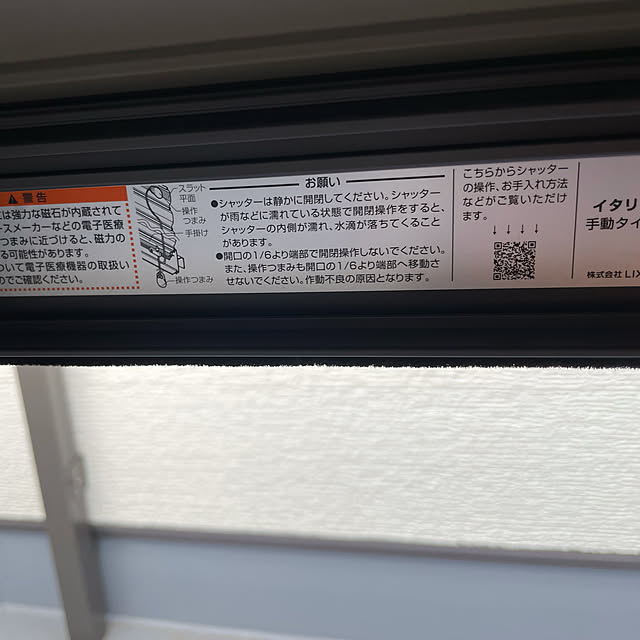 警告
は強力な磁石が内蔵されて
ースメーカーなどの電子医療
つまみに近づけると、磁力の
る可能性があります。
ついて電子医療機器の取扱い
のでご確認ください。
スラット
平面
操作
つまみ
手掛け
操作つまみ
お願い
●シャッターは静かに開閉してください。シャッター
が雨などに濡れている状態で開閉操作をすると、
シャッターの内側が濡れ、水滴が落ちてくること
があります。
●開口の1/6より端部で開閉操作しないでください。
また、操作つまみも開口の1/6より端部へ移動さ
せないでください。作動不良の原因となります。
こちらからシャッター
の操作、お手入れ方法
などがご覧いただけ
ます。
↓ ↓ ↓ ↓
イタリ
手動タイ
株式会社 LIX